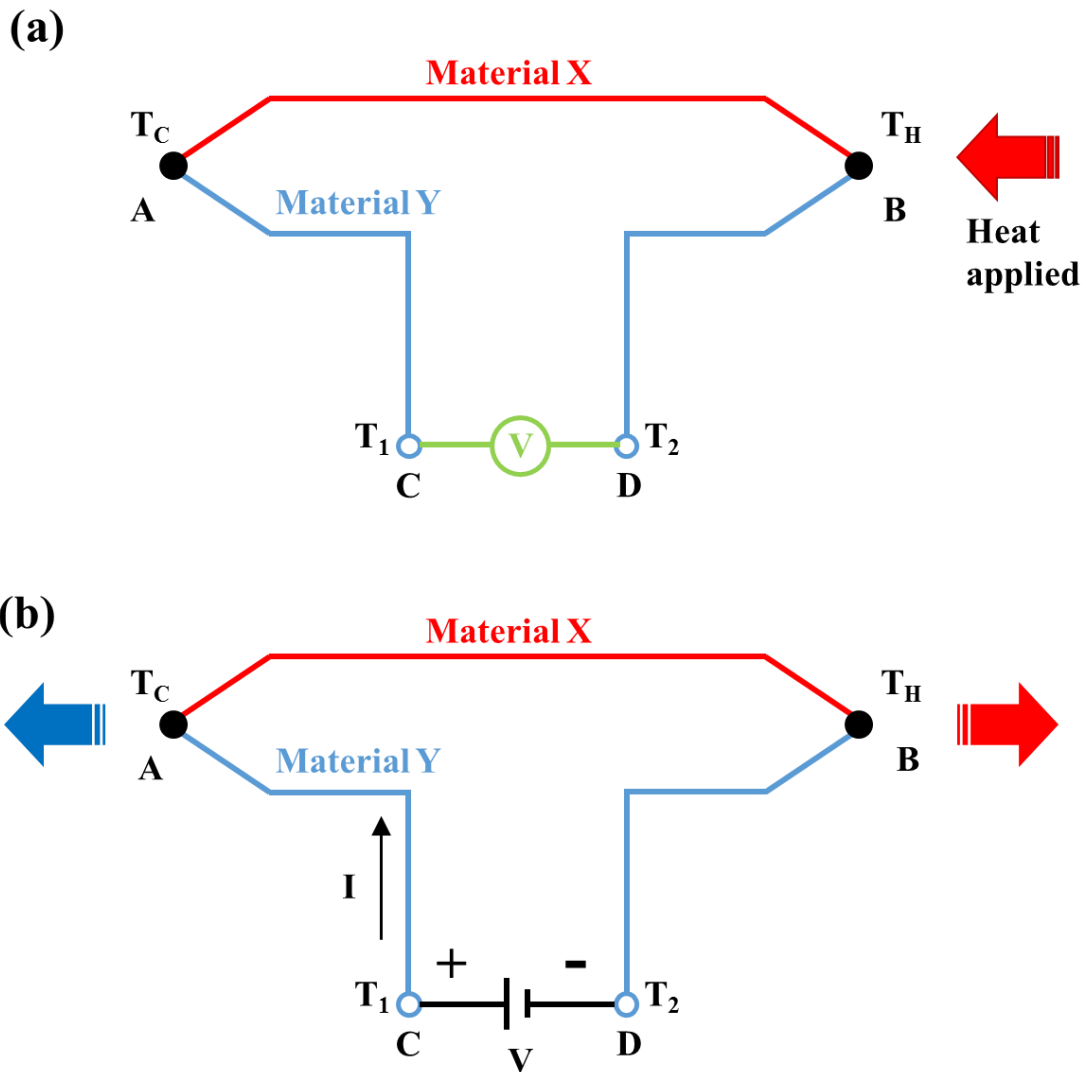 (a)
Material X
T_C
T_H
A
Material Y
B
Heat
applied
T_1
V
T_2
C
D
(b)
Material X
T_C
T_H
A
Material Y
B
I
+
-
T_1
T_2
C
V
D